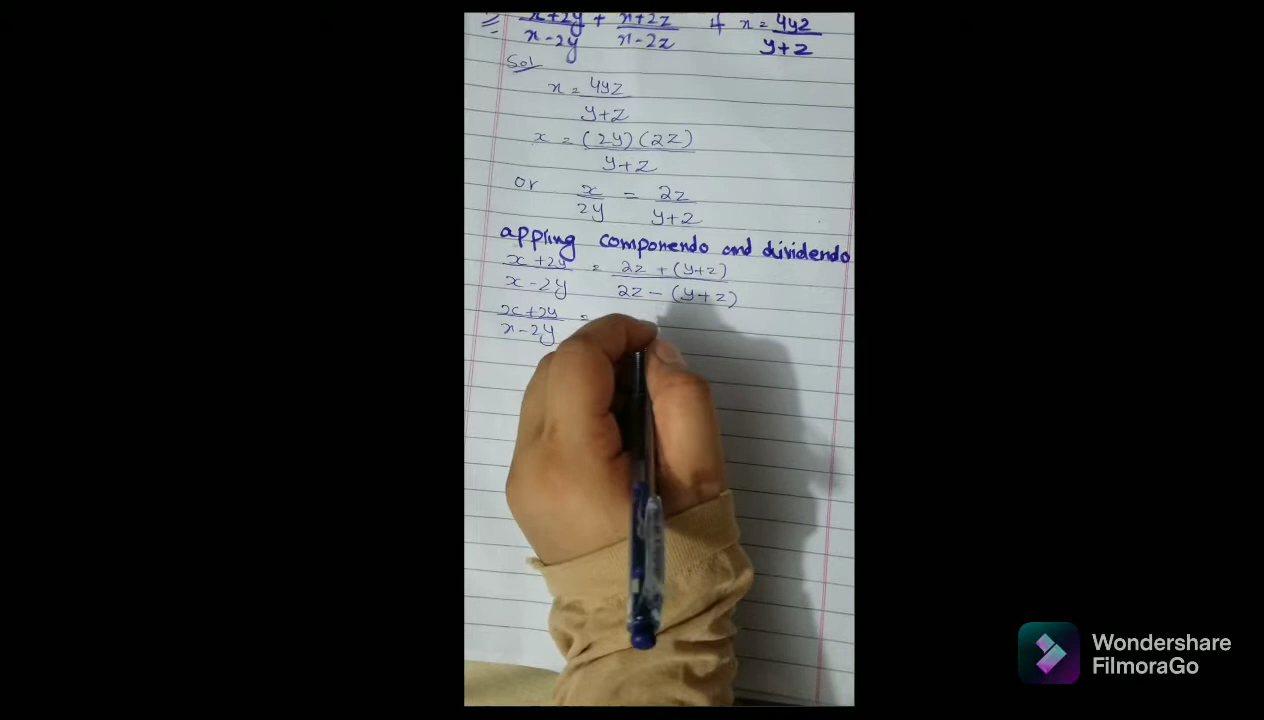 x+2y/x-2y + x+2z/x-2z if x = 4yz/y+z
Sol
x = 4yz/y+z
x = (2y)(2z)/y+z
or x/2y = 2z/y+z
appling componendo and dividendo
x+2y/x-2y = 2z+(y+z)/2z-(y+z)
x+2y/x-2y =
Wondershare
FilmoraGo